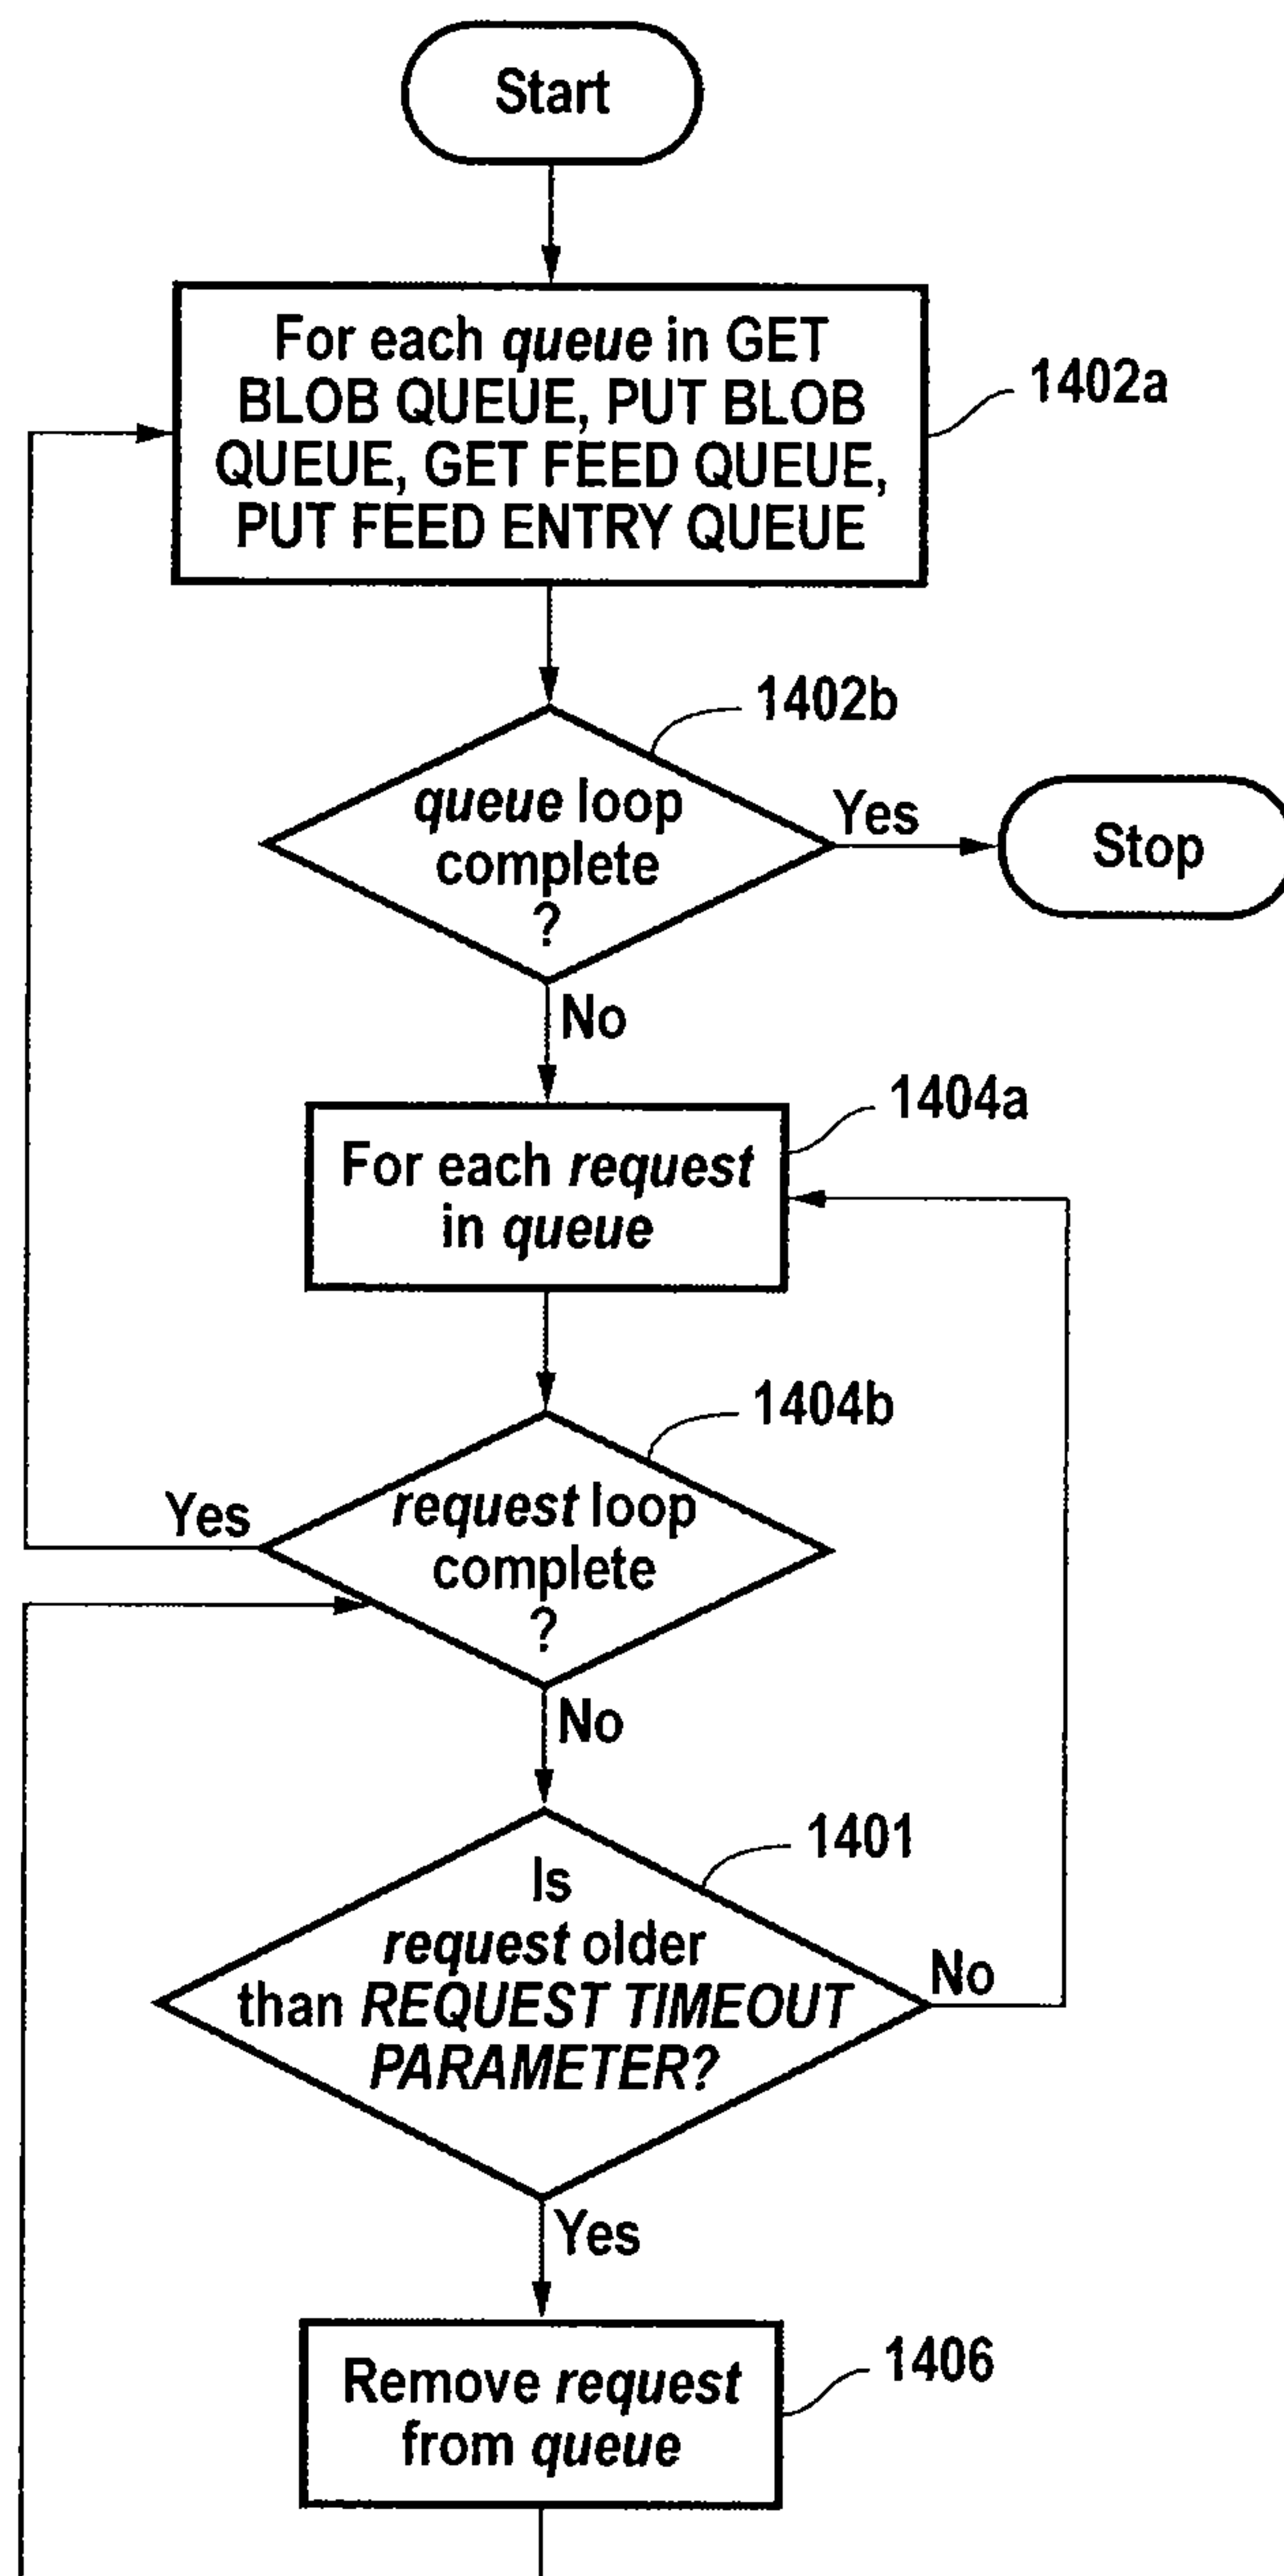 Start
For each queue in GET
BLOB QUEUE, PUT BLOB
QUEUE, GET FEED QUEUE,
PUT FEED ENTRY QUEUE
1402a
1402b
queue loop
complete
?
Yes
Stop
No
1404a
For each request
in queue
1404b
Yes
request loop
complete
?
No
1401
Is
request older
than REQUEST TIMEOUT
PARAMETER?
No
Yes
1406
Remove request
from queue